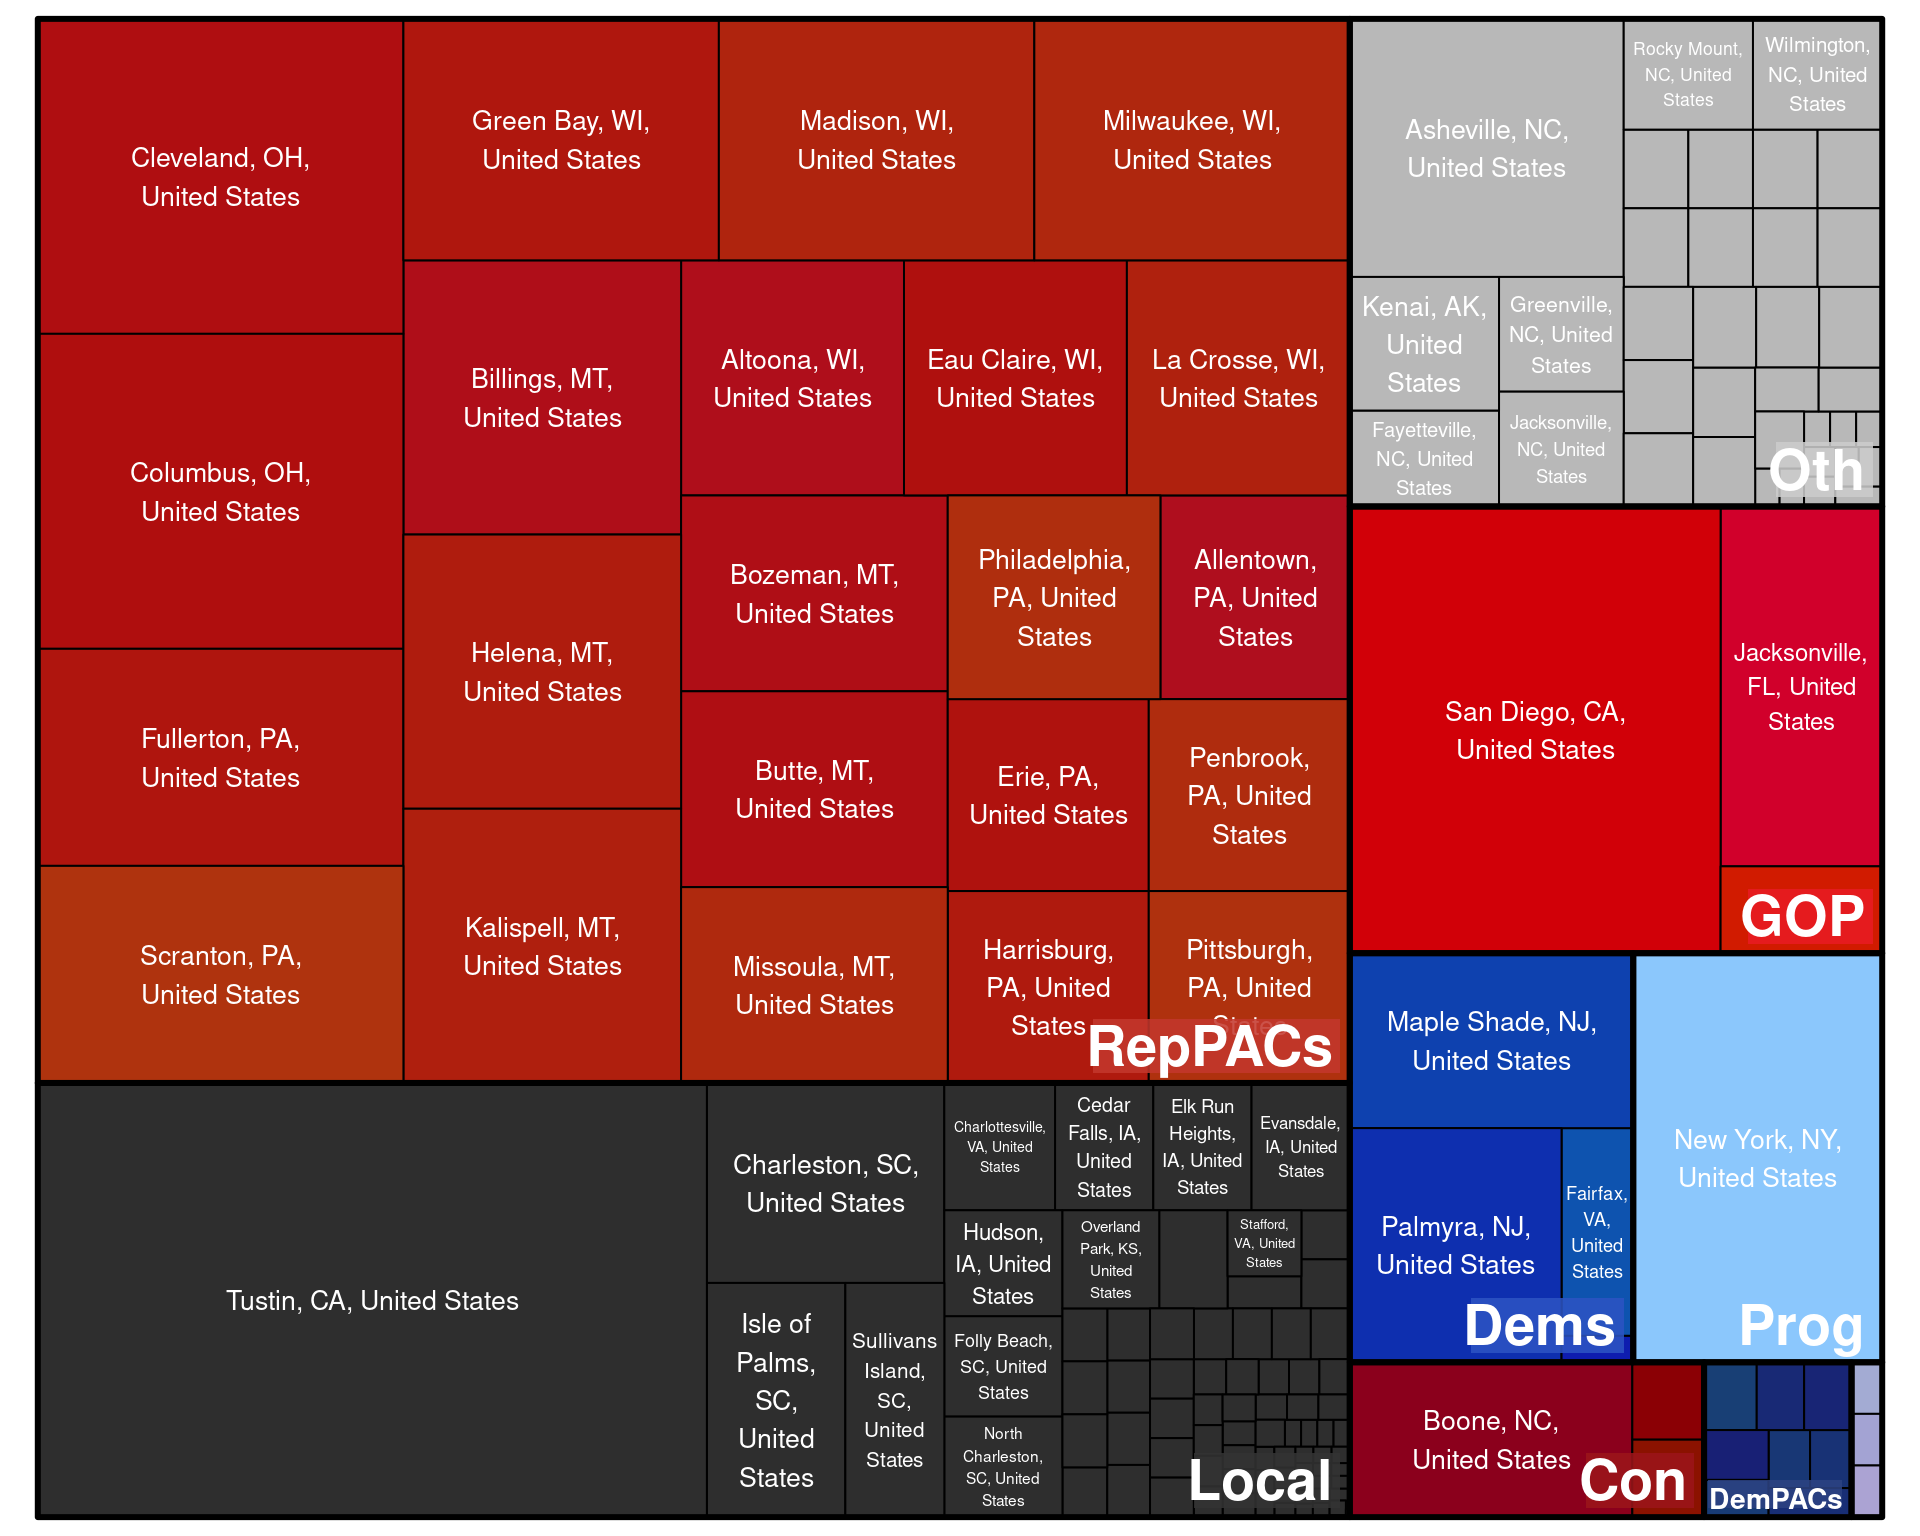 Cleveland, OH,
United States
Green Bay, WI,
United States
Madison, WI,
United States
Milwaukee, WI,
United States
Columbus, OH,
United States
Billings, MT,
United States
Altoona, WI,
United States
Eau Claire, WI,
United States
La Crosse, WI,
United States
Fullerton, PA,
United States
Helena, MT,
United States
Bozeman, MT,
United States
Philadelphia,
PA, United
States
Allentown,
PA, United
States
Scranton, PA,
United States
Kalispell, MT,
United States
Butte, MT,
United States
Erie, PA,
United States
Penbrook,
PA, United
States
Missoula, MT,
United States
Harrisburg,
PA, United
States
Pittsburgh,
PA, United
States
RepPACs
Asheville, NC,
United States
Rocky Mount,
NC, United
States
Wilmington,
NC, United
States
Kenai, AK,
United
States
Greenville,
NC, United
States
Fayetteville,
NC, United
States
Jacksonville,
NC, United
States
Oth
San Diego, CA,
United States
Jacksonville,
FL, United
States
GOP
Maple Shade, NJ,
United States
Palmyra, NJ,
United States
Fairfax,
VA,
United
States
Dems
New York, NY,
United States
Prog
Tustin, CA, United States
Charleston, SC,
United States
Isle of
Palms,
SC,
United
States
Sullivans
Island,
SC,
United
States
Charlottesville,
VA, United
States
Cedar
Falls, IA,
United
States
Elk Run
Heights,
IA, United
States
Evansdale,
IA, United
States
Hudson,
IA, United
States
Overland
Park, KS,
United
States
Stafford,
VA, United
States
Folly Beach,
SC, United
States
North
Charleston,
SC, United
States
Local
Boone, NC,
United States
Con
DemPACs